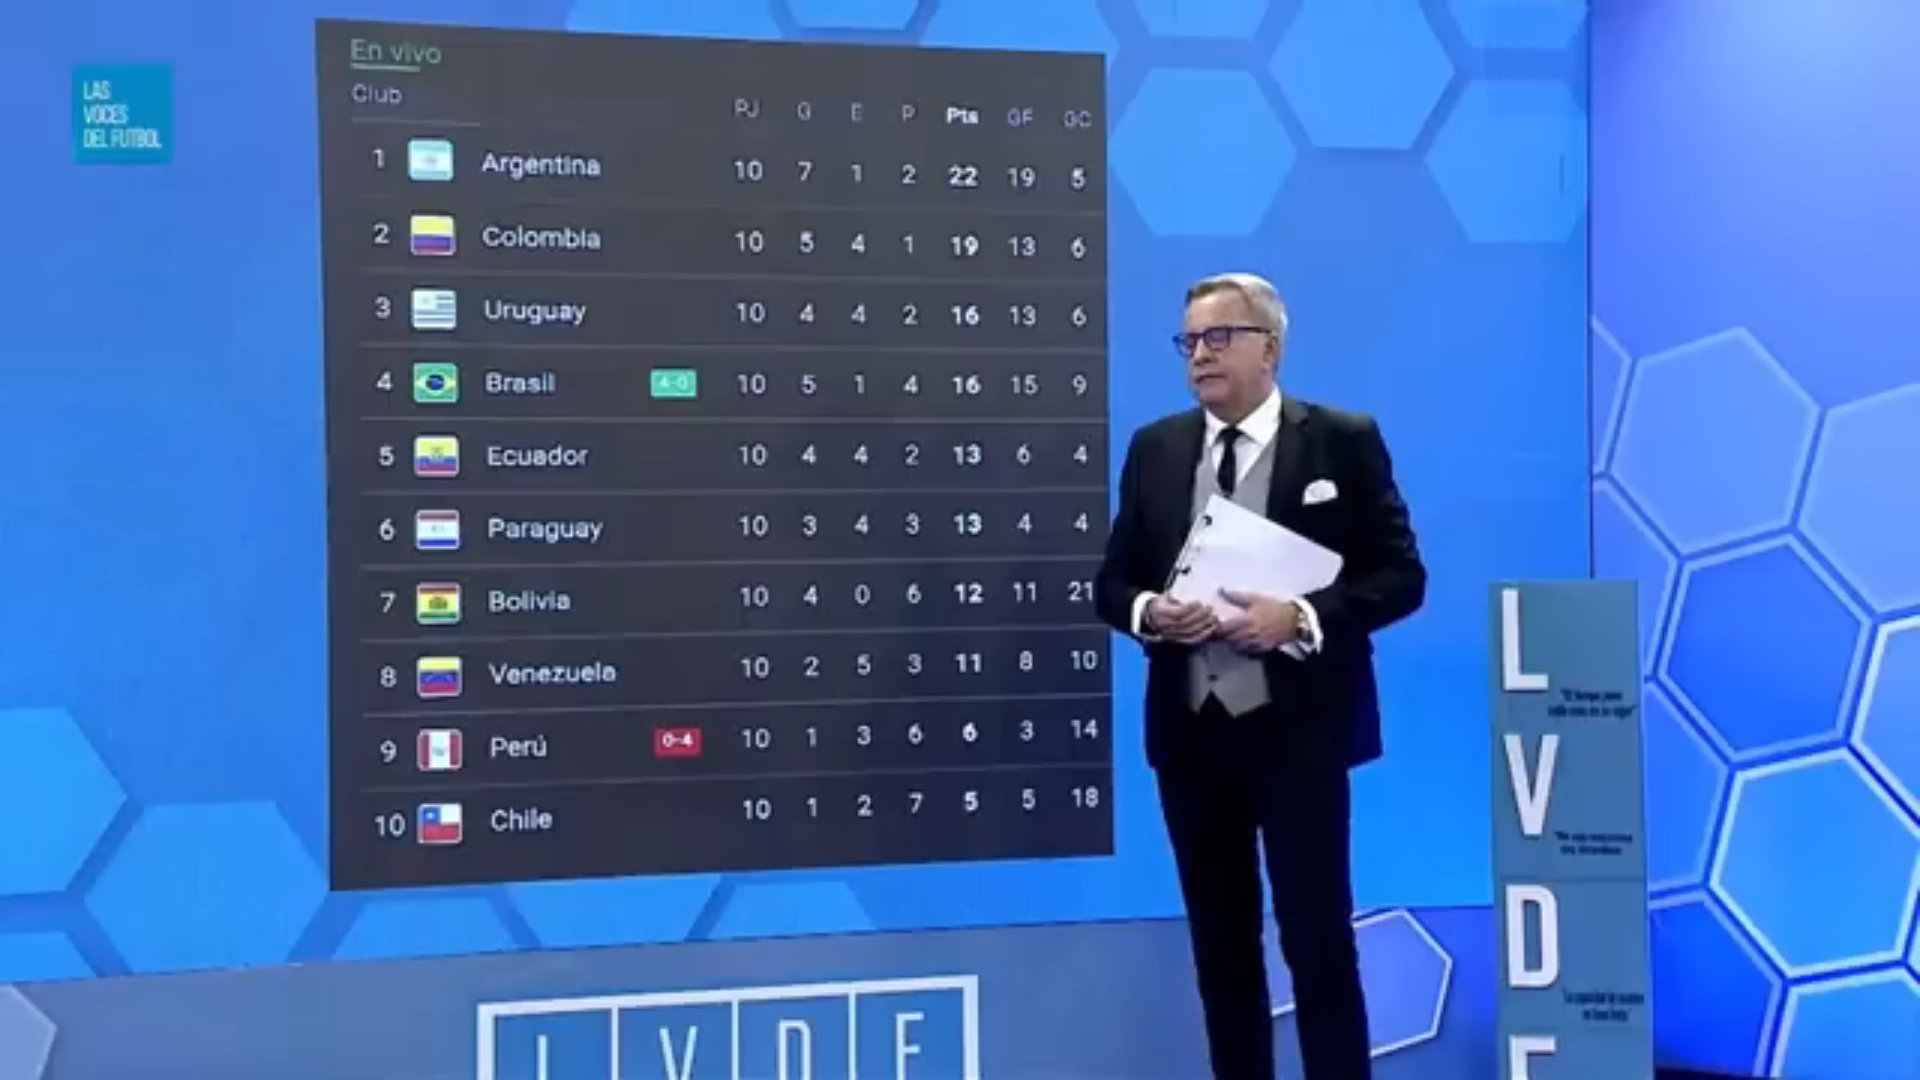 LAS
VOCES
DEL FUTBOL
En vivo
Club PJ G E P Pts GF GC
1 Argentina 10 7 1 2 22 19 5
2 Colombia 10 5 4 1 19 13 6
3 Uruguay 10 4 4 2 16 13 6
4 Brasil 4-0 10 5 1 4 16 15 9
5 Ecuador 10 4 4 2 13 6 4
6 Paraguay 10 3 4 3 13 4 4
7 Bolivia 10 4 0 6 12 11 21
8 Venezuela 10 2 5 3 11 8 10
9 Perú 0-4 10 1 3 6 6 3 14
10 Chile 10 1 2 7 5 5 18
LVDF
L
V
D
F